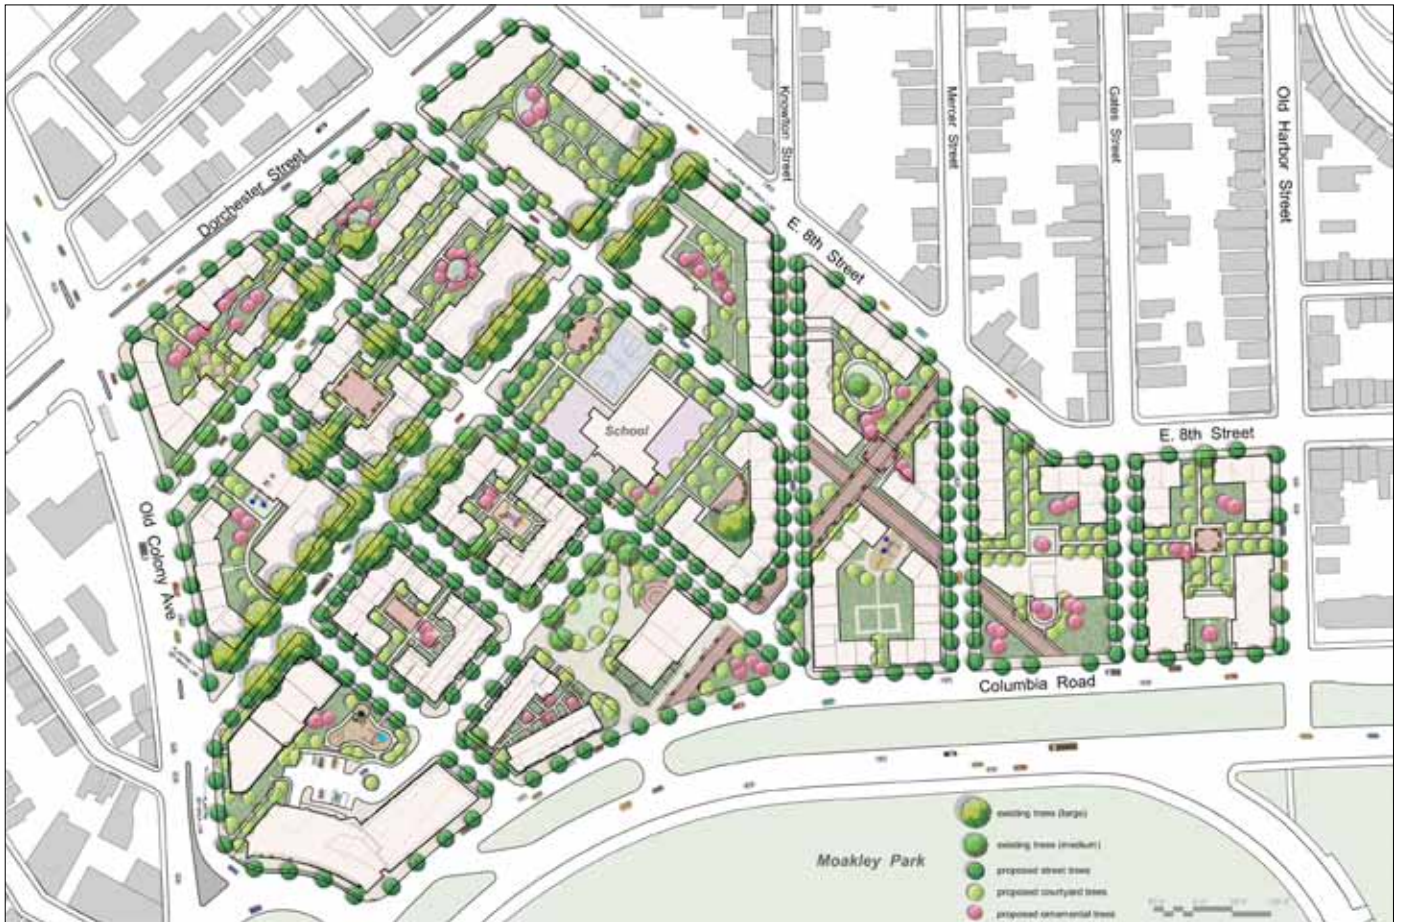 Dorchester Street
Knowlton Street
Mercer Street
Gates Street
Old Harbor Street
E. 8th Street
School
E. 8th Street
Old Colony Ave
Columbia Road
Moakley Park
existing trees (large)
existing trees (medium)
proposed street trees
proposed courtyard trees
proposed ornamental trees